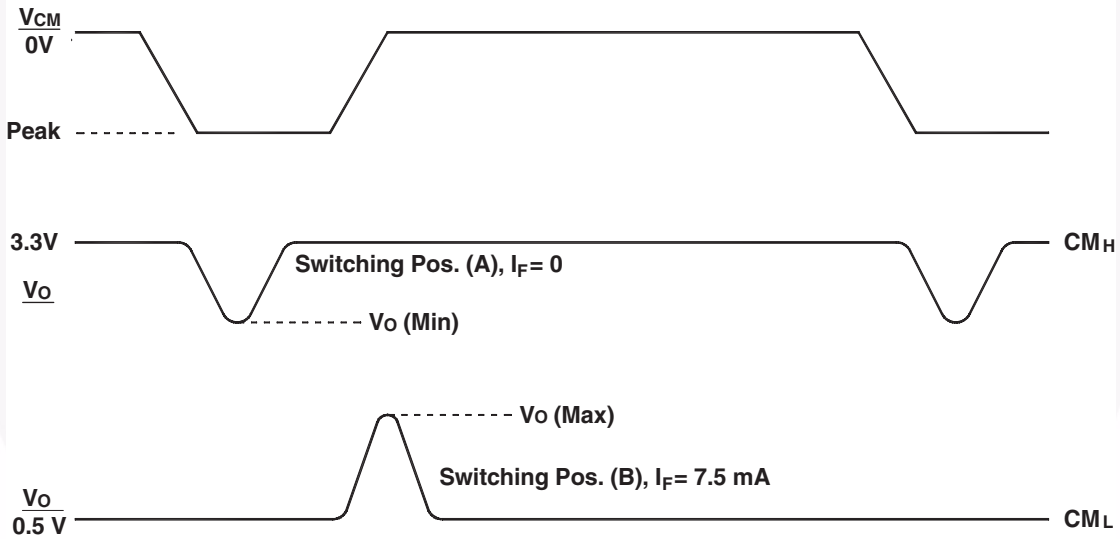 VCM
0V
Peak
3.3V
CMH
Switching Pos. (A), IF= 0
VO
VO (Min)
VO (Max)
Switching Pos. (B), IF= 7.5 mA
VO
0.5 V
CML